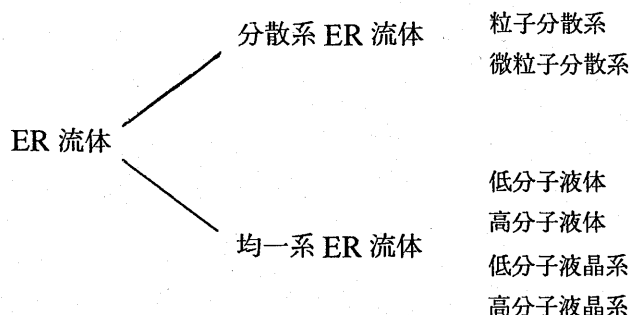 分散系 ER 流体
粒子分散系
微粒子分散系
ER 流体
均一系 ER 流体
低分子液体
高分子液体
低分子液晶系
高分子液晶系